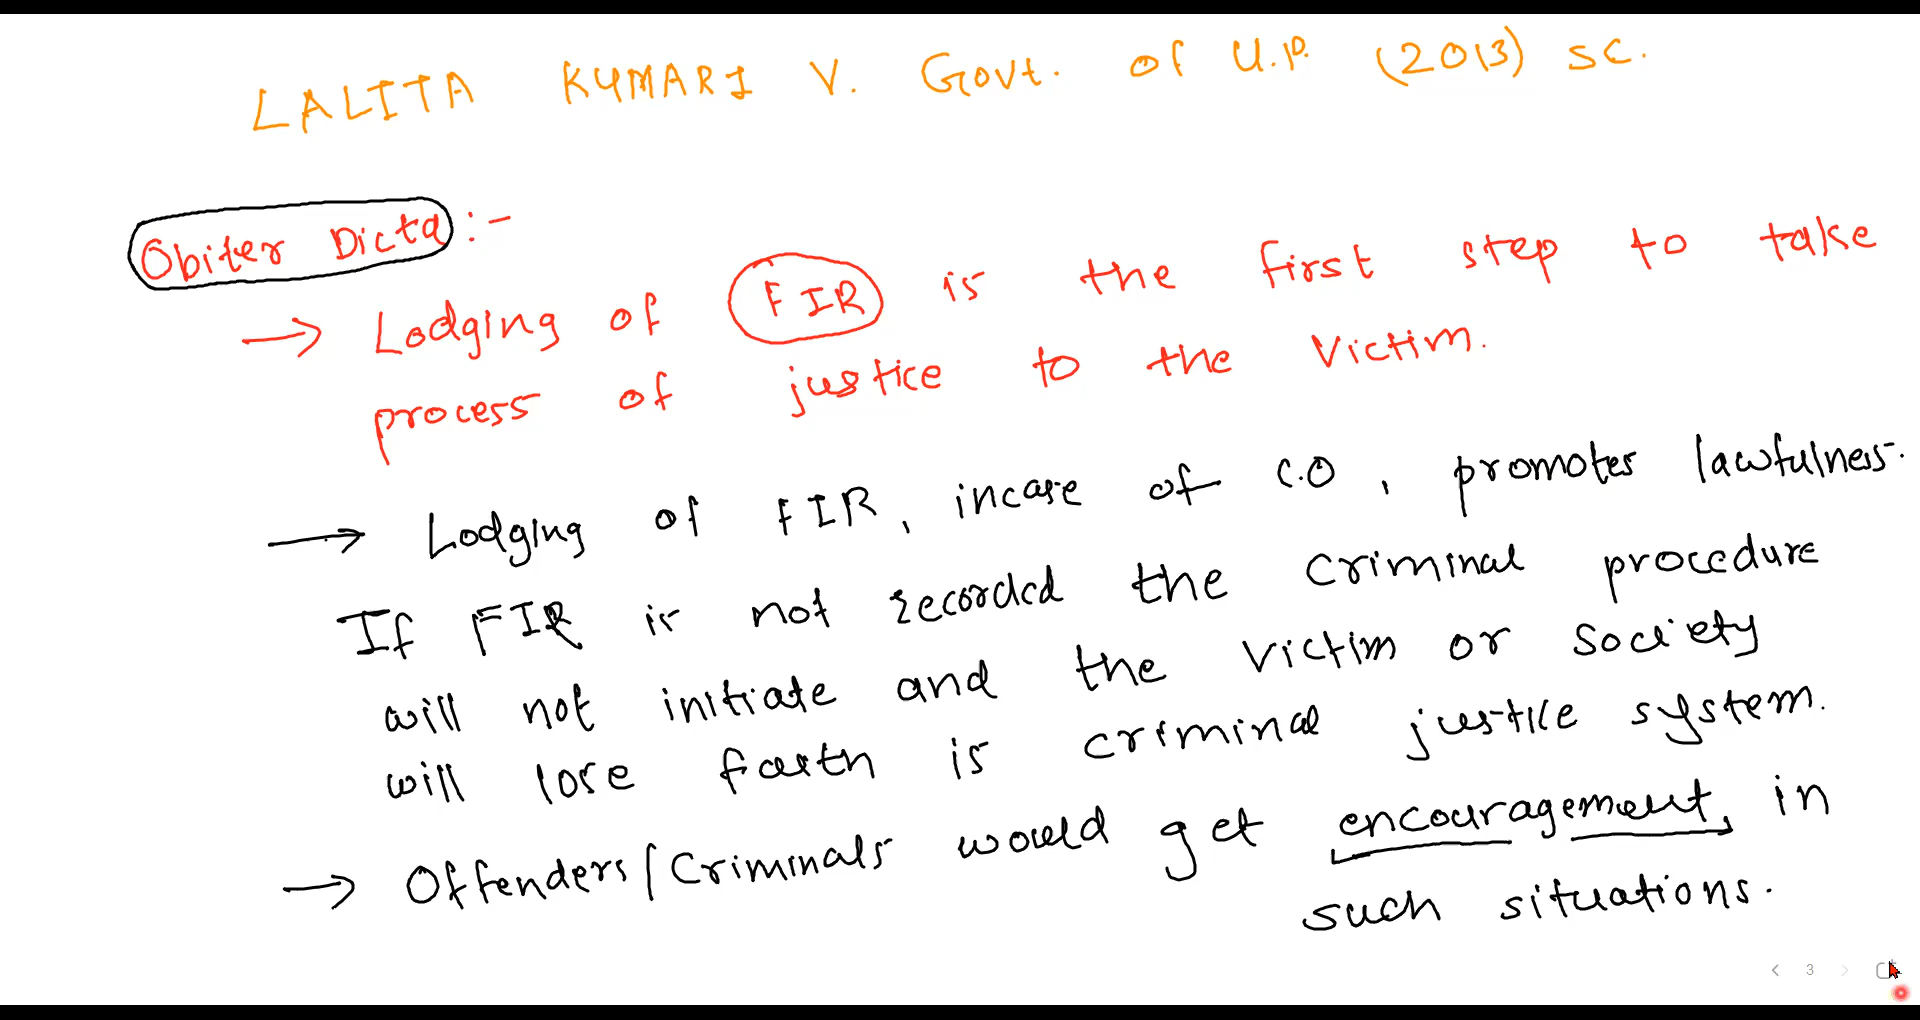 LALITA KUMARI V. Govt. of U.P. (2013) SC.
Obiter Dicta :-
→ Lodging of FIR is the first step to take
process of justice to the victim.
→ Lodging of FIR, incase of C.O, promotes lawfulness.
If FIR is not recorded the criminal procedure
will not initiate and the victim or society
will lose faith is criminal justice system.
→ Offenders/Criminals would get encouragement, in
such situations.
3